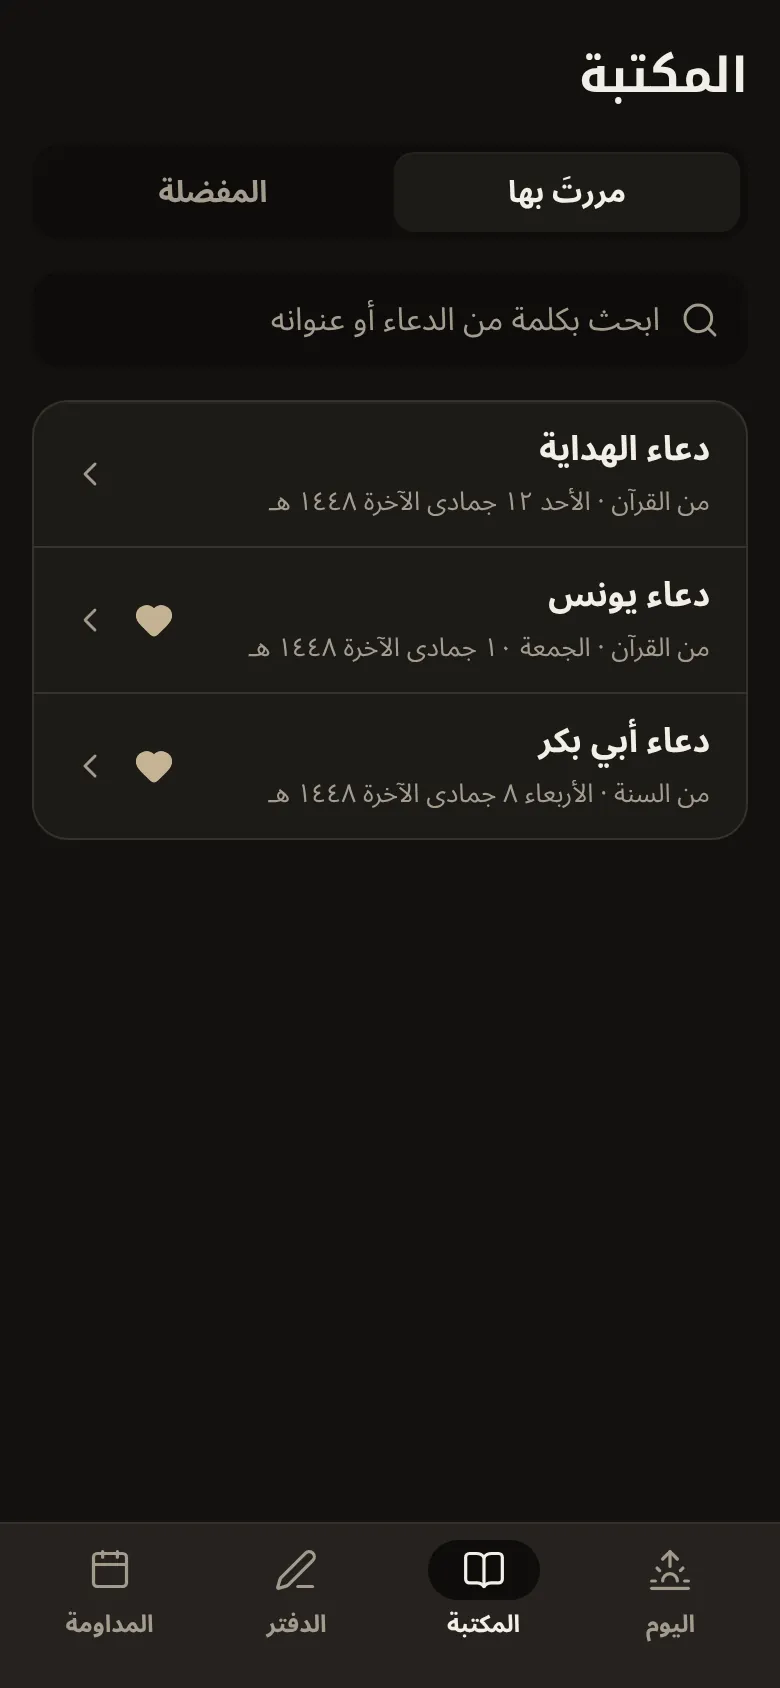 المكتبة
مررتَ بها
المفضلة
ابحث بكلمة من الدعاء أو عنوانه
دعاء الهداية
من القرآن · الأحد ١٢ جمادى الآخرة ١٤٤٨ هـ
دعاء يونس
من القرآن · الجمعة ١٠ جمادى الآخرة ١٤٤٨ هـ
دعاء أبي بكر
من السنة · الأربعاء ٨ جمادى الآخرة ١٤٤٨ هـ
اليوم
المكتبة
الدفتر
المداومة